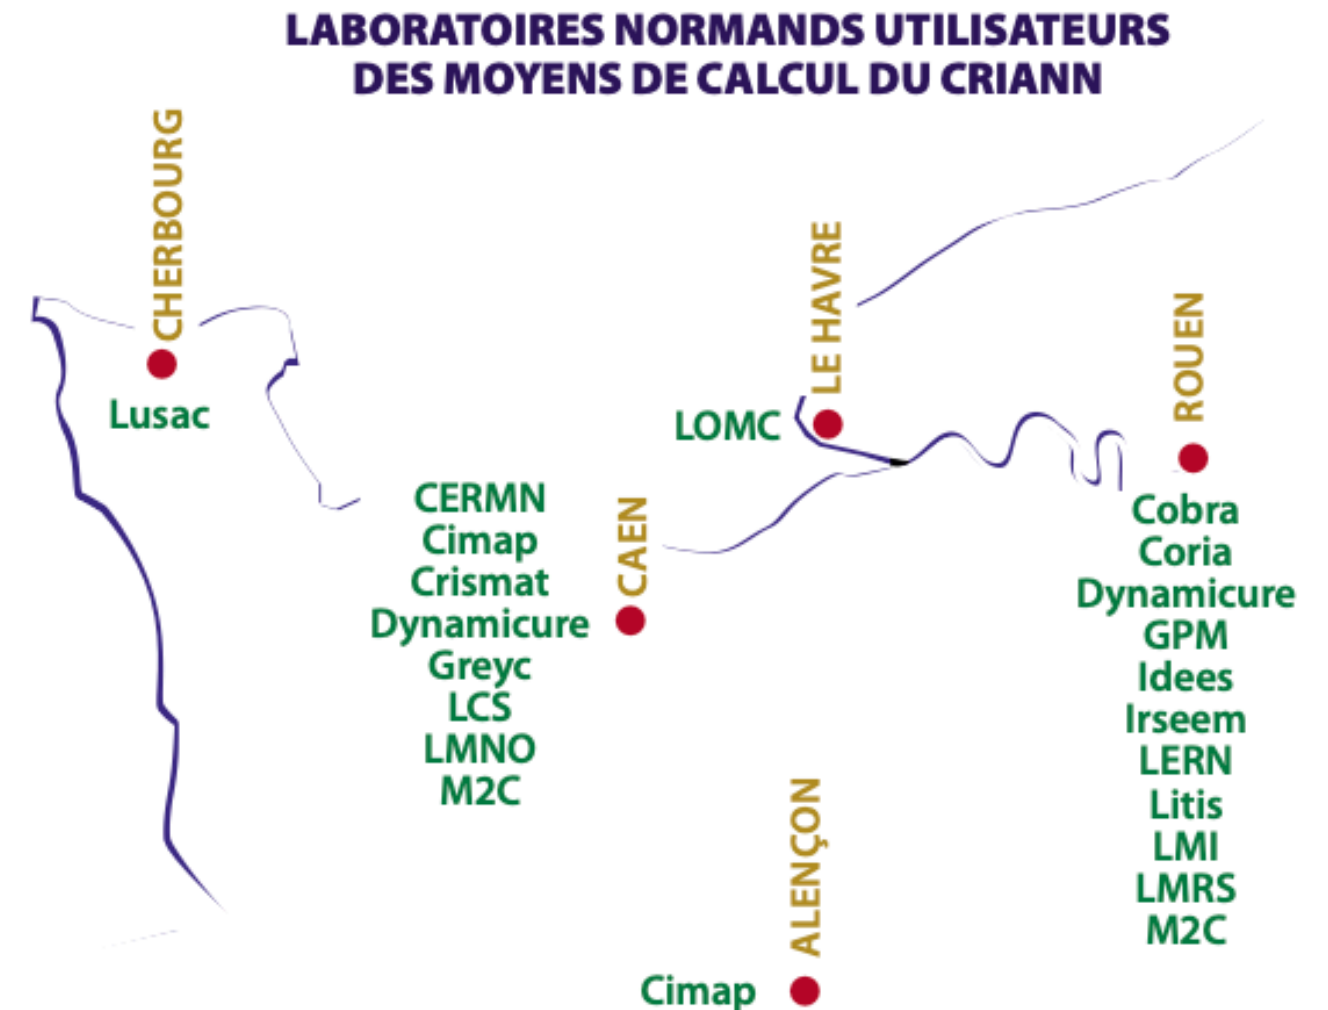 LABORATOIRES NORMANDS UTILISATEURS
DES MOYENS DE CALCUL DU CRIANN
CHERBOURG
Lusac
LE HAVRE
LOMC
ROUEN
Cobra
Coria
Dynamicure
GPM
Idees
Irseem
LERN
Litis
LMI
LMRS
M2C
CAEN
CERMN
Cimap
Crismat
Dynamicure
Greyc
LCS
LMNO
M2C
ALENÇON
Cimap